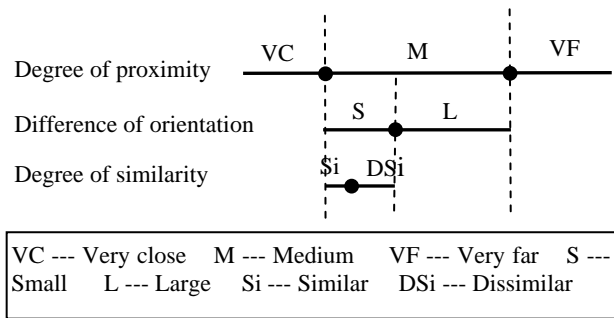 VC M VF
Degree of proximity
S L
Difference of orientation
Si DSi
Degree of similarity
VC --- Very close M --- Medium VF --- Very far S ---
Small L --- Large Si --- Similar DSi --- Dissimilar